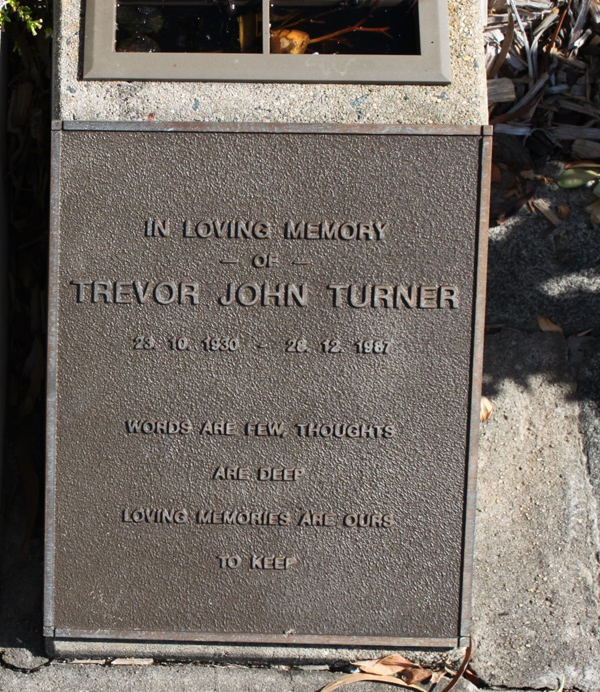 IN LOVING MEMORY
— OF —
TREVOR JOHN TURNER
23. 10. 1930 - 28. 12. 1987
WORDS ARE FEW, THOUGHTS
ARE DEEP
LOVING MEMORIES ARE OURS
TO KEEP